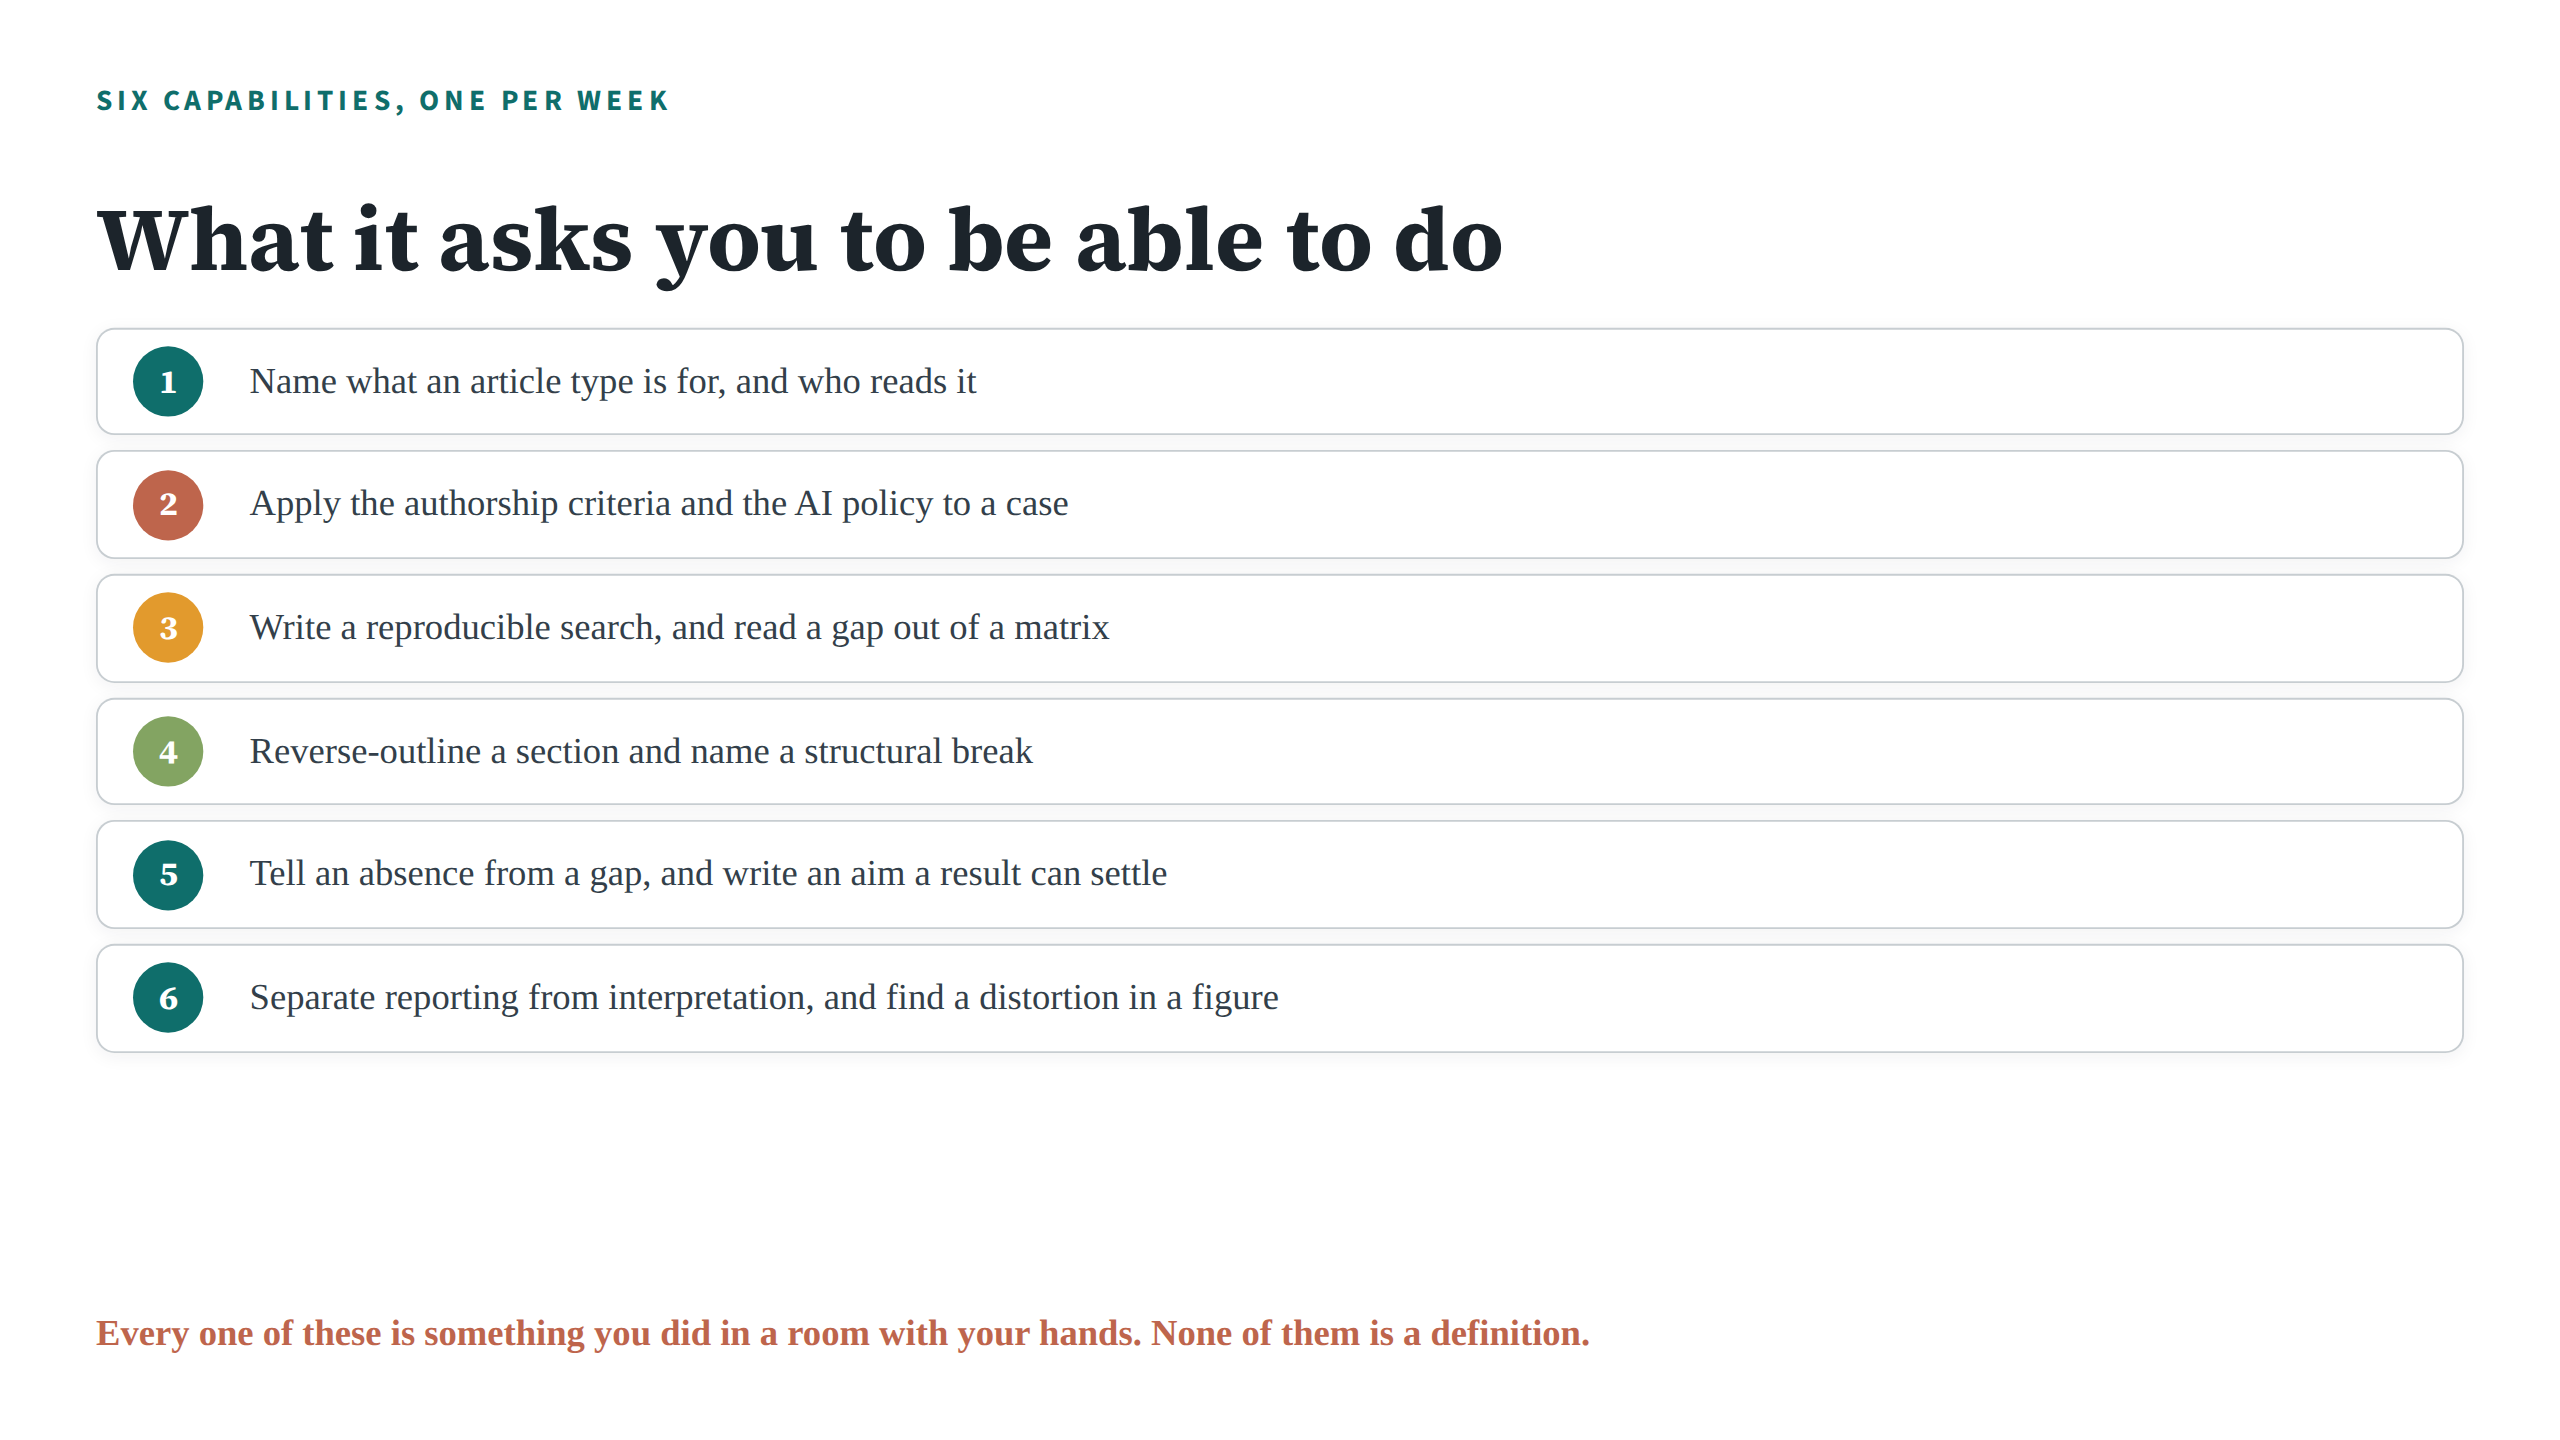 SIX CAPABILITIES, ONE PER WEEK
What it asks you to be able to do
1 Name what an article type is for, and who reads it
2 Apply the authorship criteria and the AI policy to a case
3 Write a reproducible search, and read a gap out of a matrix
4 Reverse-outline a section and name a structural break
5 Tell an absence from a gap, and write an aim a result can settle
6 Separate reporting from interpretation, and find a distortion in a figure
Every one of these is something you did in a room with your hands. None of them is a definition.